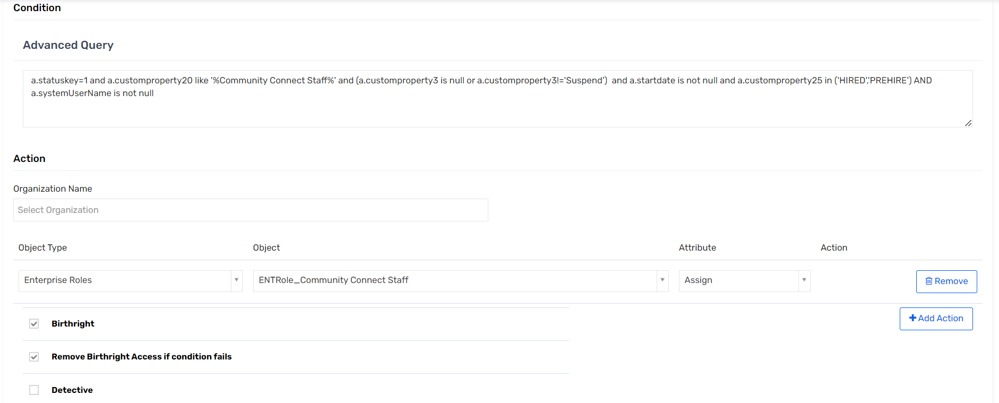 Condition
Advanced Query
a.statuskey=1 and a.customproperty20 like '%Community Connect Staff%' and (a.customproperty3 is null or a.customproperty3!='Suspend')  and a.startdate is not null and a.customproperty25 in ('HIRED','PREHIRE') AND
a.systemUserName is not null
Action
Organization Name
Select Organization
Object Type Object Attribute Action
Enterprise Roles ENTRole_Community Connect Staff Assign Remove
Birthright Add Action
Remove Birthright Access if condition fails
Detective